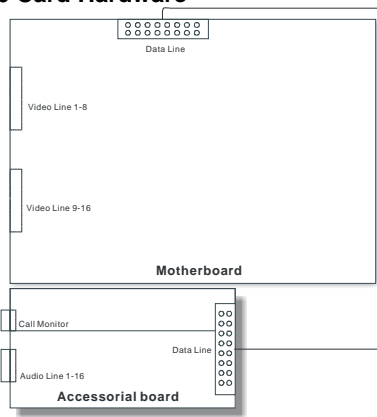 Card Hardware
Data Line
Video Line 1-8
Video Line 9-16
Motherboard
Call Monitor
Data Line
Audio Line 1-16
Accessorial board